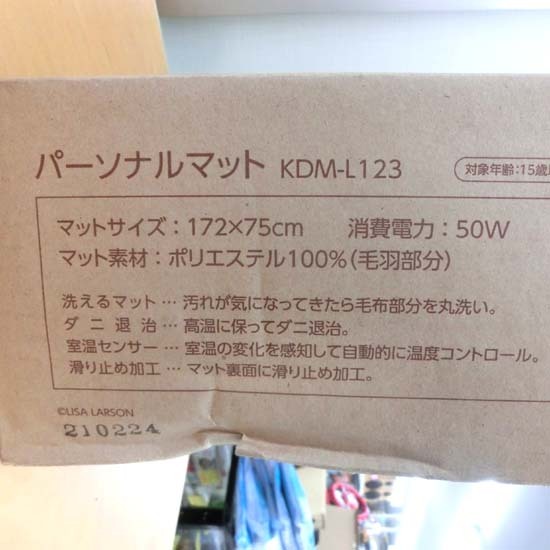 パーソナルマット KDM-L123
対象年齢:15歳
マットサイズ：172×75cm 消費電力：50W
マット素材：ポリエステル100%(毛羽部分)
洗えるマット…汚れが気になってきたら毛布部分を丸洗い。
ダニ退治…高温に保ってダニ退治。
室温センサー…室温の変化を感知して自動的に温度コントロール。
滑り止め加工…マット裏面に滑り止め加工。
©LISA LARSON
210224